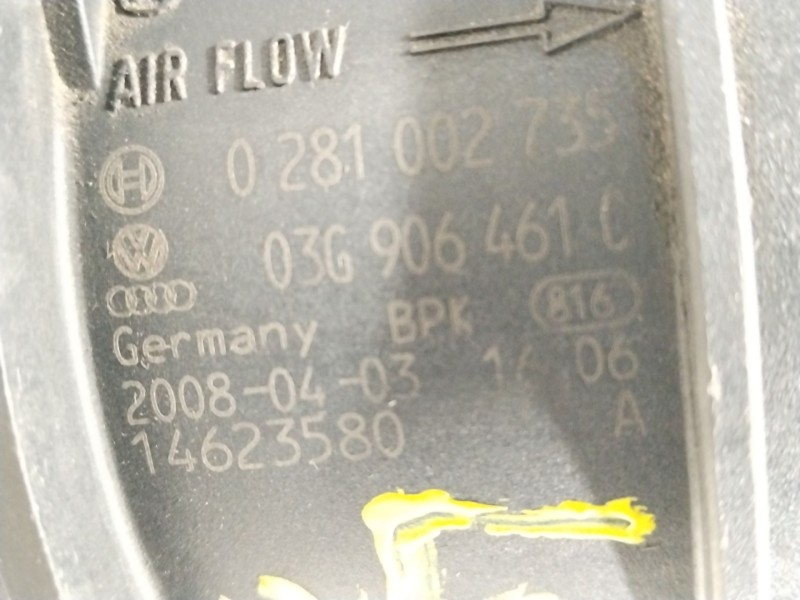 AIR FLOW
0 281 002 735
03G 906 461 C
Germany BPK 816
2008-04-03 06
14623580 A